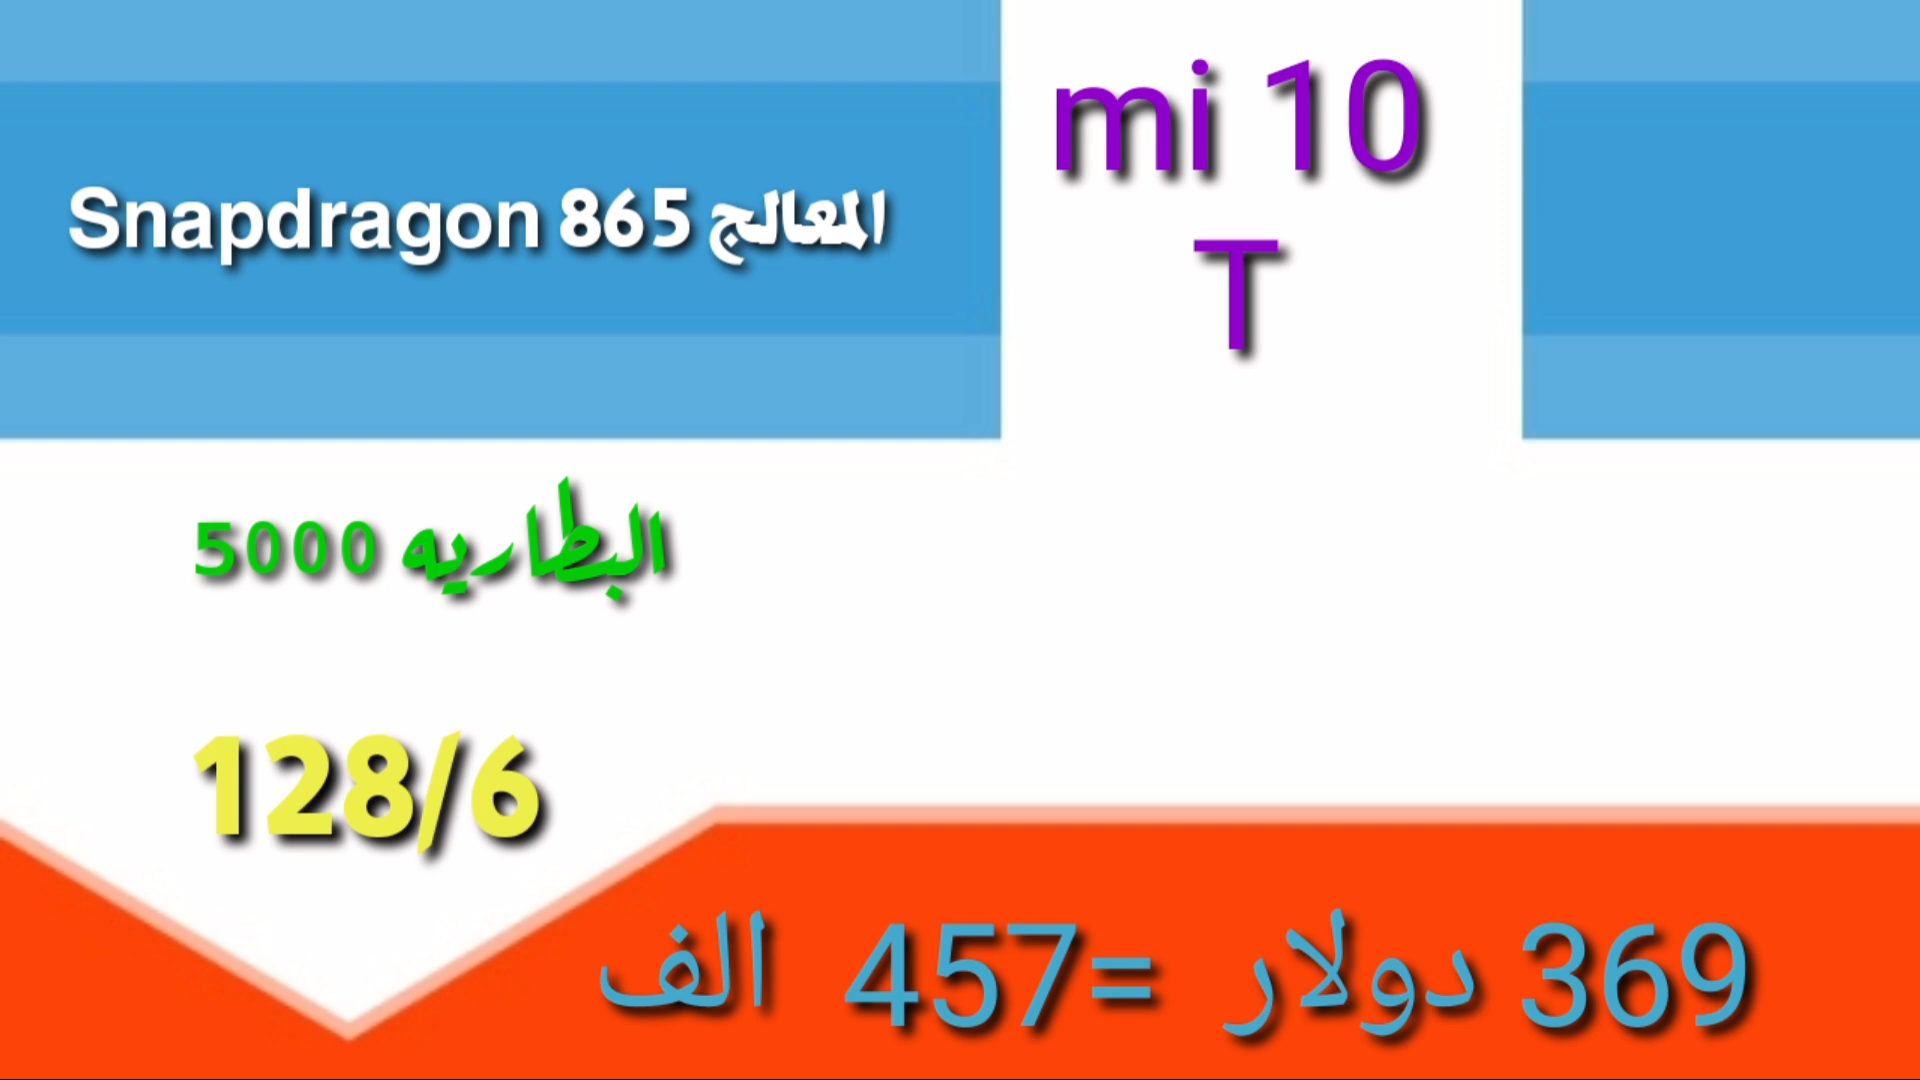 mi 10
T
المعالج Snapdragon 865
البطاريه 5000
128/6
369 دولار =457 الف